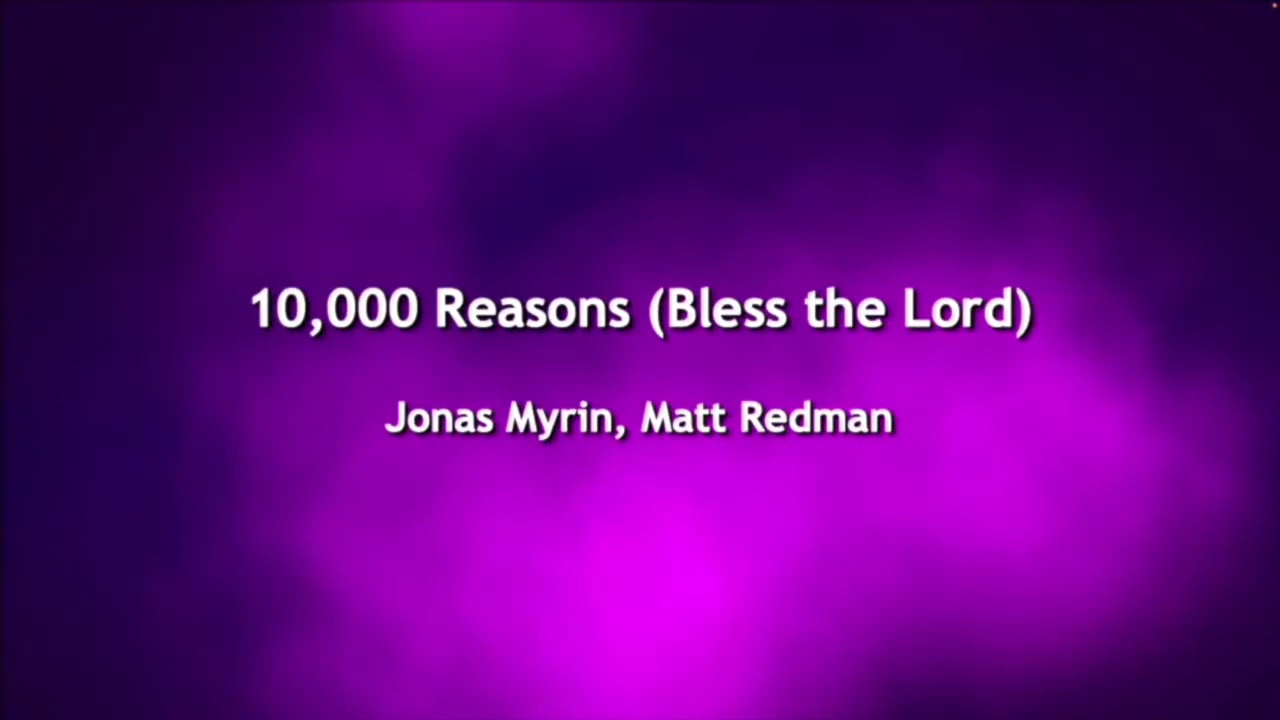 10,000 Reasons (Bless the Lord)
Jonas Myrin, Matt Redman